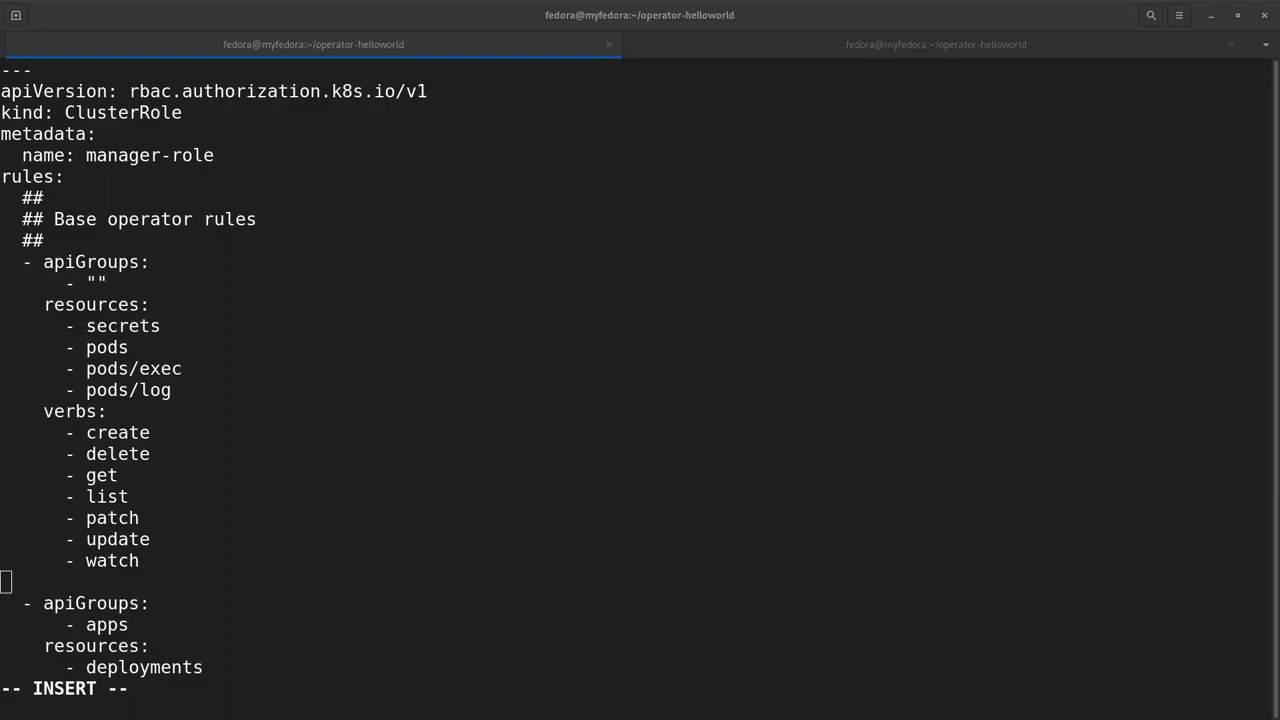 fedora@myfedora:~/operator-helloworld
fedora@myfedora:~/operator-helloworld
fedora@myfedora:~/operator-helloworld
---
apiVersion: rbac.authorization.k8s.io/v1
kind: ClusterRole
metadata:
  name: manager-role
rules:
  ##
  ## Base operator rules
  ##
  - apiGroups:
      - ""
    resources:
      - secrets
      - pods
      - pods/exec
      - pods/log
    verbs:
      - create
      - delete
      - get
      - list
      - patch
      - update
      - watch
  - apiGroups:
      - apps
    resources:
      - deployments
-- INSERT --